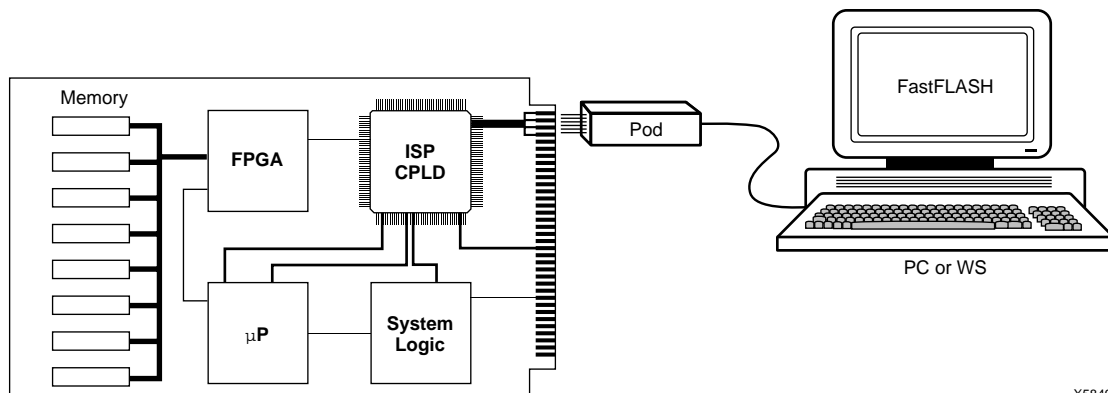 Memory
FPGA
ISP
CPLD
Pod
FastFLASH
PC or WS
µP
System
Logic